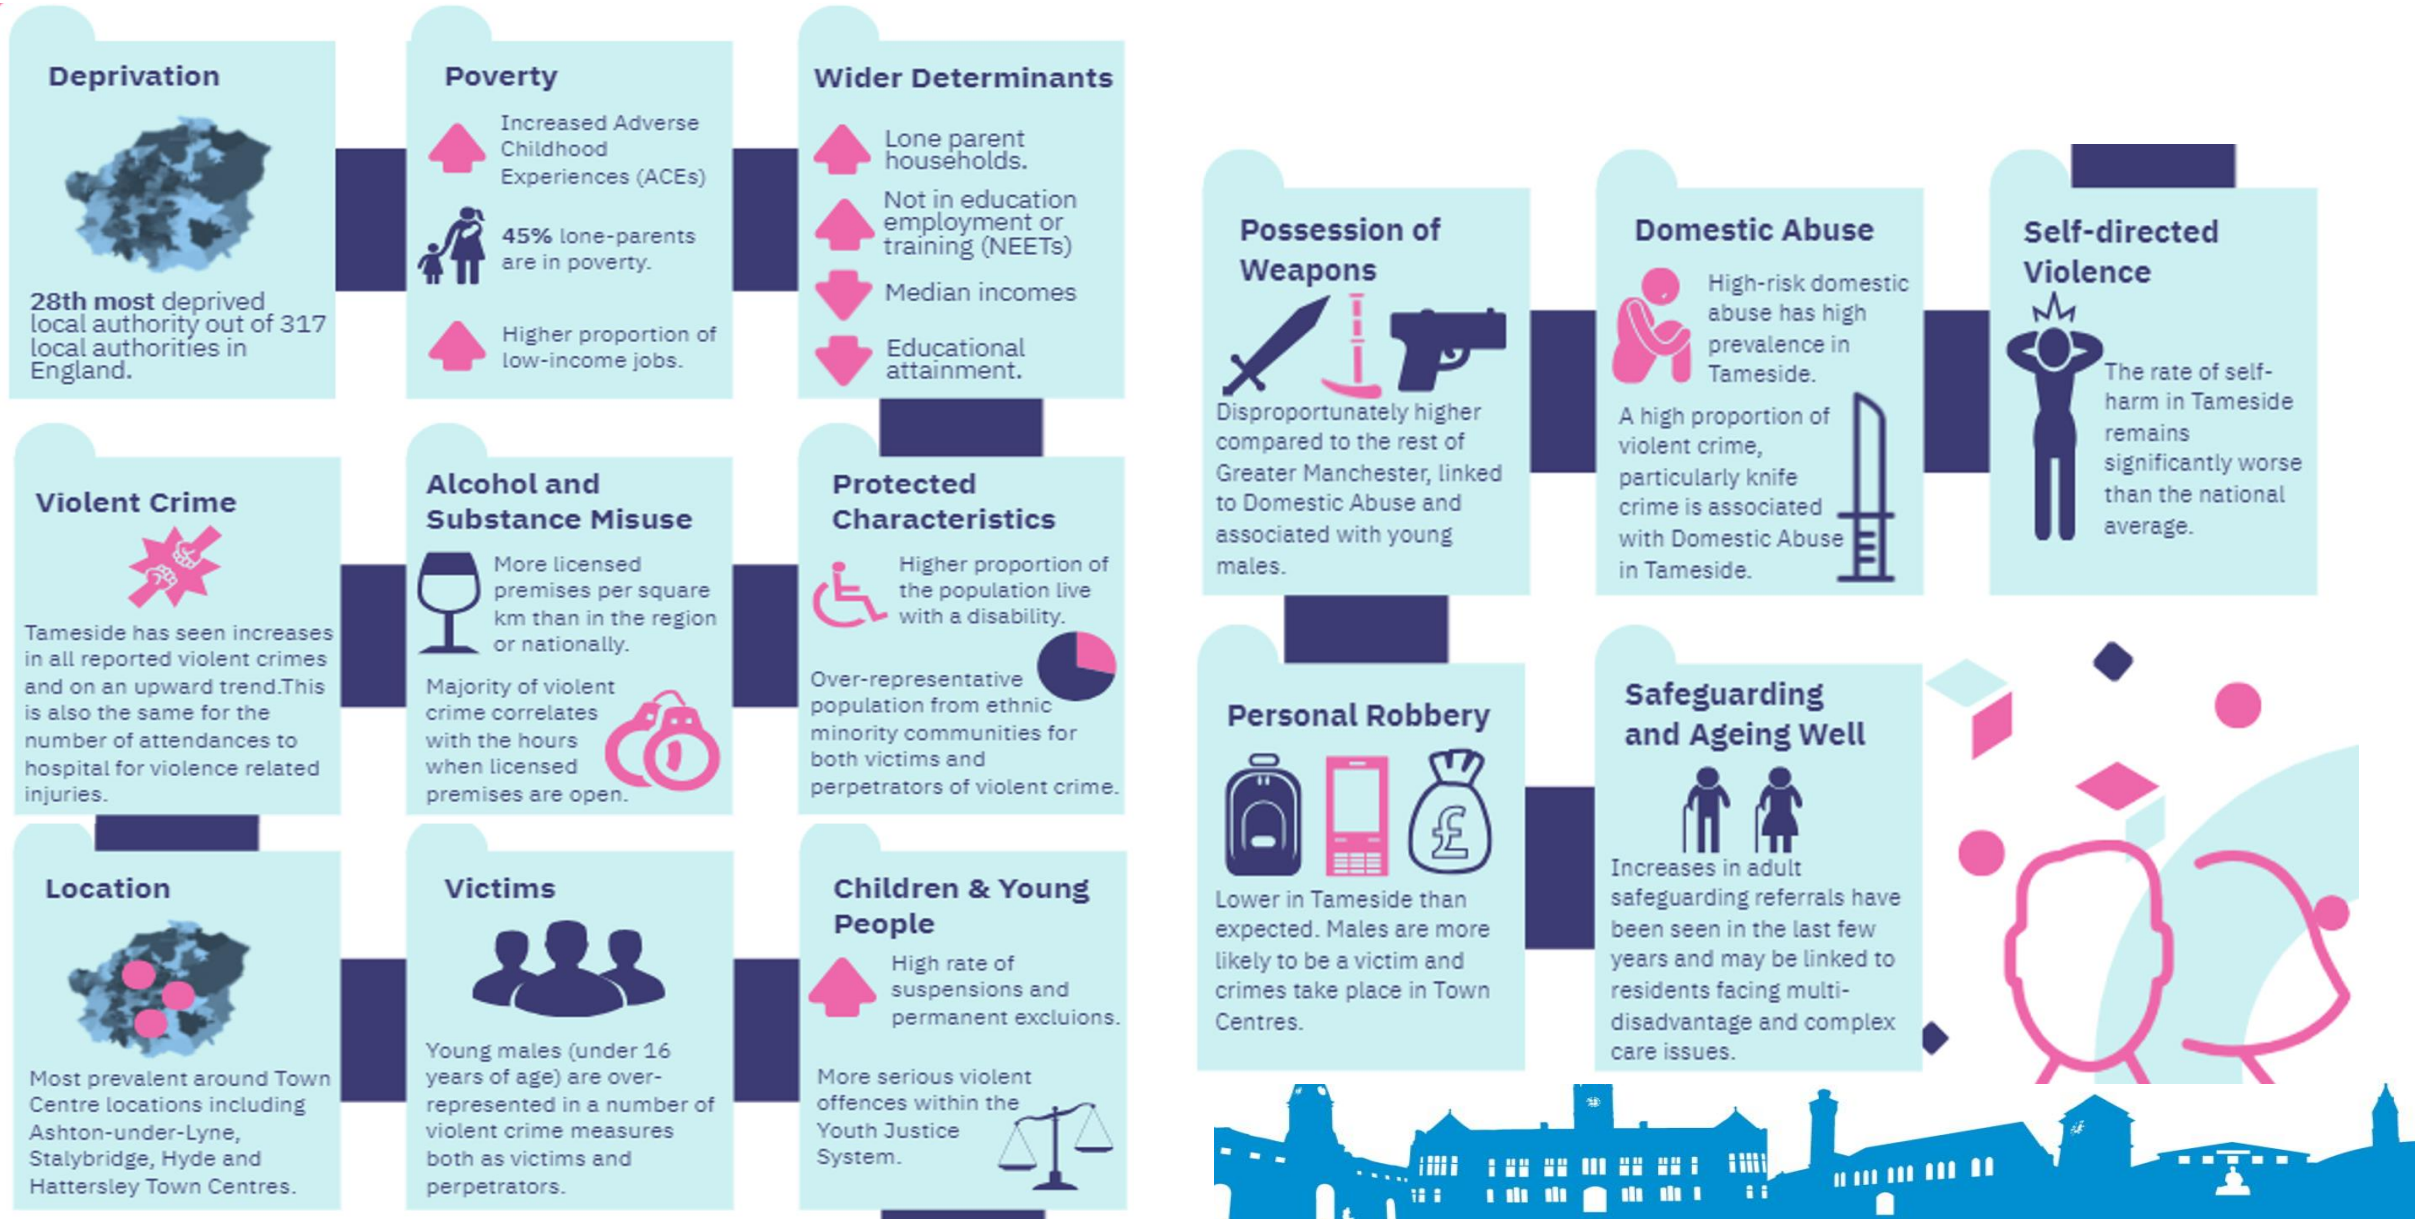 Deprivation
28th most deprived
local authority out of 317
local authorities in
England.
Poverty
Increased Adverse
Childhood
Experiences (ACEs)
45% lone-parents
are in poverty.
Higher proportion of
low-income jobs.
Wider Determinants
Lone parent
households.
Not in education
employment or
training (NEETs)
Median incomes
Educational
attainment.
Violent Crime
Tameside has seen increases
in all reported violent crimes
and on an upward trend.This
is also the same for the
number of attendances to
hospital for violence related
injuries.
Alcohol and
Substance Misuse
More licensed
premises per square
km than in the region
or nationally.
Majority of violent
crime correlates
with the hours
when licensed
premises are open.
Protected
Characteristics
Higher proportion of
the population live
with a disability.
Over-representative
population from ethnic
minority communities for
both victims and
perpetrators of violent crime.
Location
Most prevalent around Town
Centre locations including
Ashton-under-Lyne,
Stalybridge, Hyde and
Hattersley Town Centres.
Victims
Young males (under 16
years of age) are over-
represented in a number of
violent crime measures
both as victims and
perpetrators.
Children & Young
People
High rate of
suspensions and
permanent excluions.
More serious violent
offences within the
Youth Justice
System.
Possession of
Weapons
Disproportunately higher
compared to the rest of
Greater Manchester, linked
to Domestic Abuse and
associated with young
males.
Domestic Abuse
High-risk domestic
abuse has high
prevalence in
Tameside.
A high proportion of
violent crime,
particularly knife
crime is associated
with Domestic Abuse
in Tameside.
Self-directed
Violence
The rate of self-
harm in Tameside
remains
significantly worse
than the national
average.
Personal Robbery
£
Lower in Tameside than
expected. Males are more
likely to be a victim and
crimes take place in Town
Centres.
Safeguarding
and Ageing Well
Increases in adult
safeguarding referrals have
been seen in the last few
years and may be linked to
residents facing multi-
disadvantage and complex
care issues.